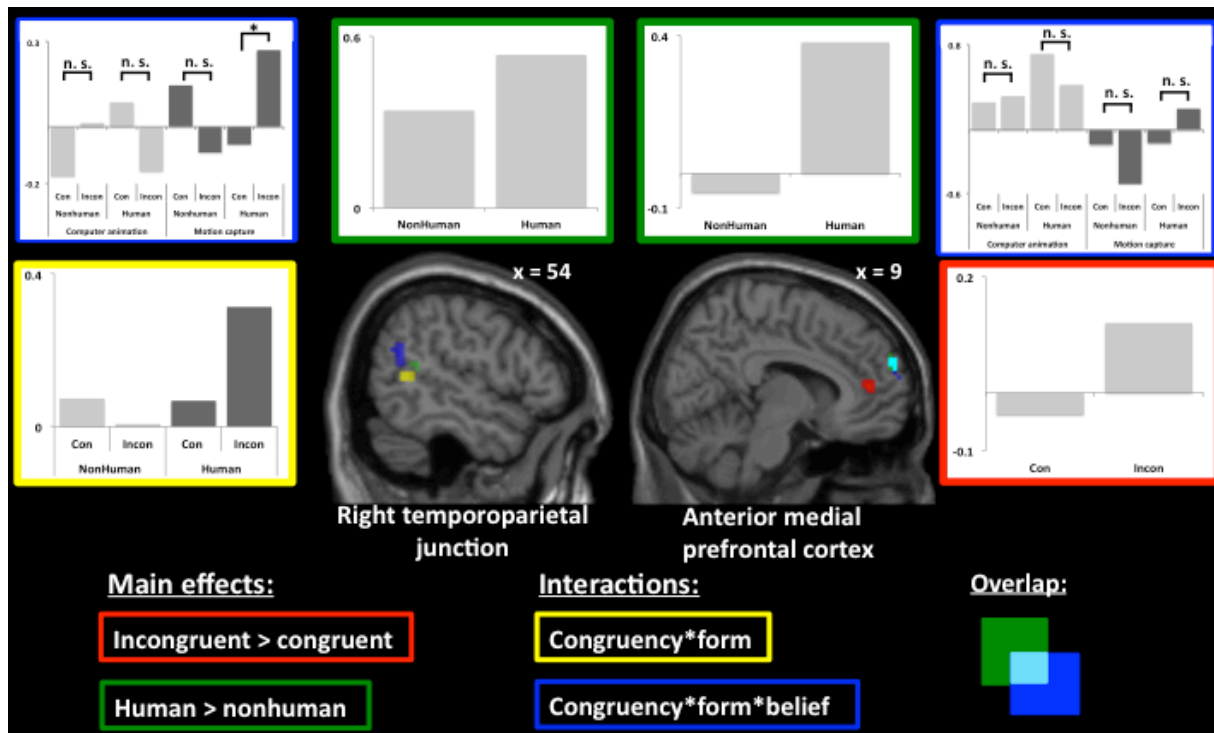 0.3
n. s.
n. s.
n. s.
*
-0.2
Con Incon Con Incon Con Incon Con Incon
Nonhuman Human Nonhuman Human
Computer animation Motion capture
0.6
0
NonHuman Human
0.4
-0.1
NonHuman Human
0.8
n. s.
n. s.
n. s.
n. s.
-0.6
Con Incon Con Incon Con Incon Con Incon
Nonhuman Human Nonhuman Human
Computer animation Motion capture
0.4
0
Con Incon Con Incon
NonHuman Human
x = 54
x = 9
0.2
-0.1
Con Incon
Right temporoparietal
junction
Anterior medial
prefrontal cortex
Main effects:
Incongruent > congruent
Human > nonhuman
Interactions:
Congruency*form
Congruency*form*belief
Overlap: